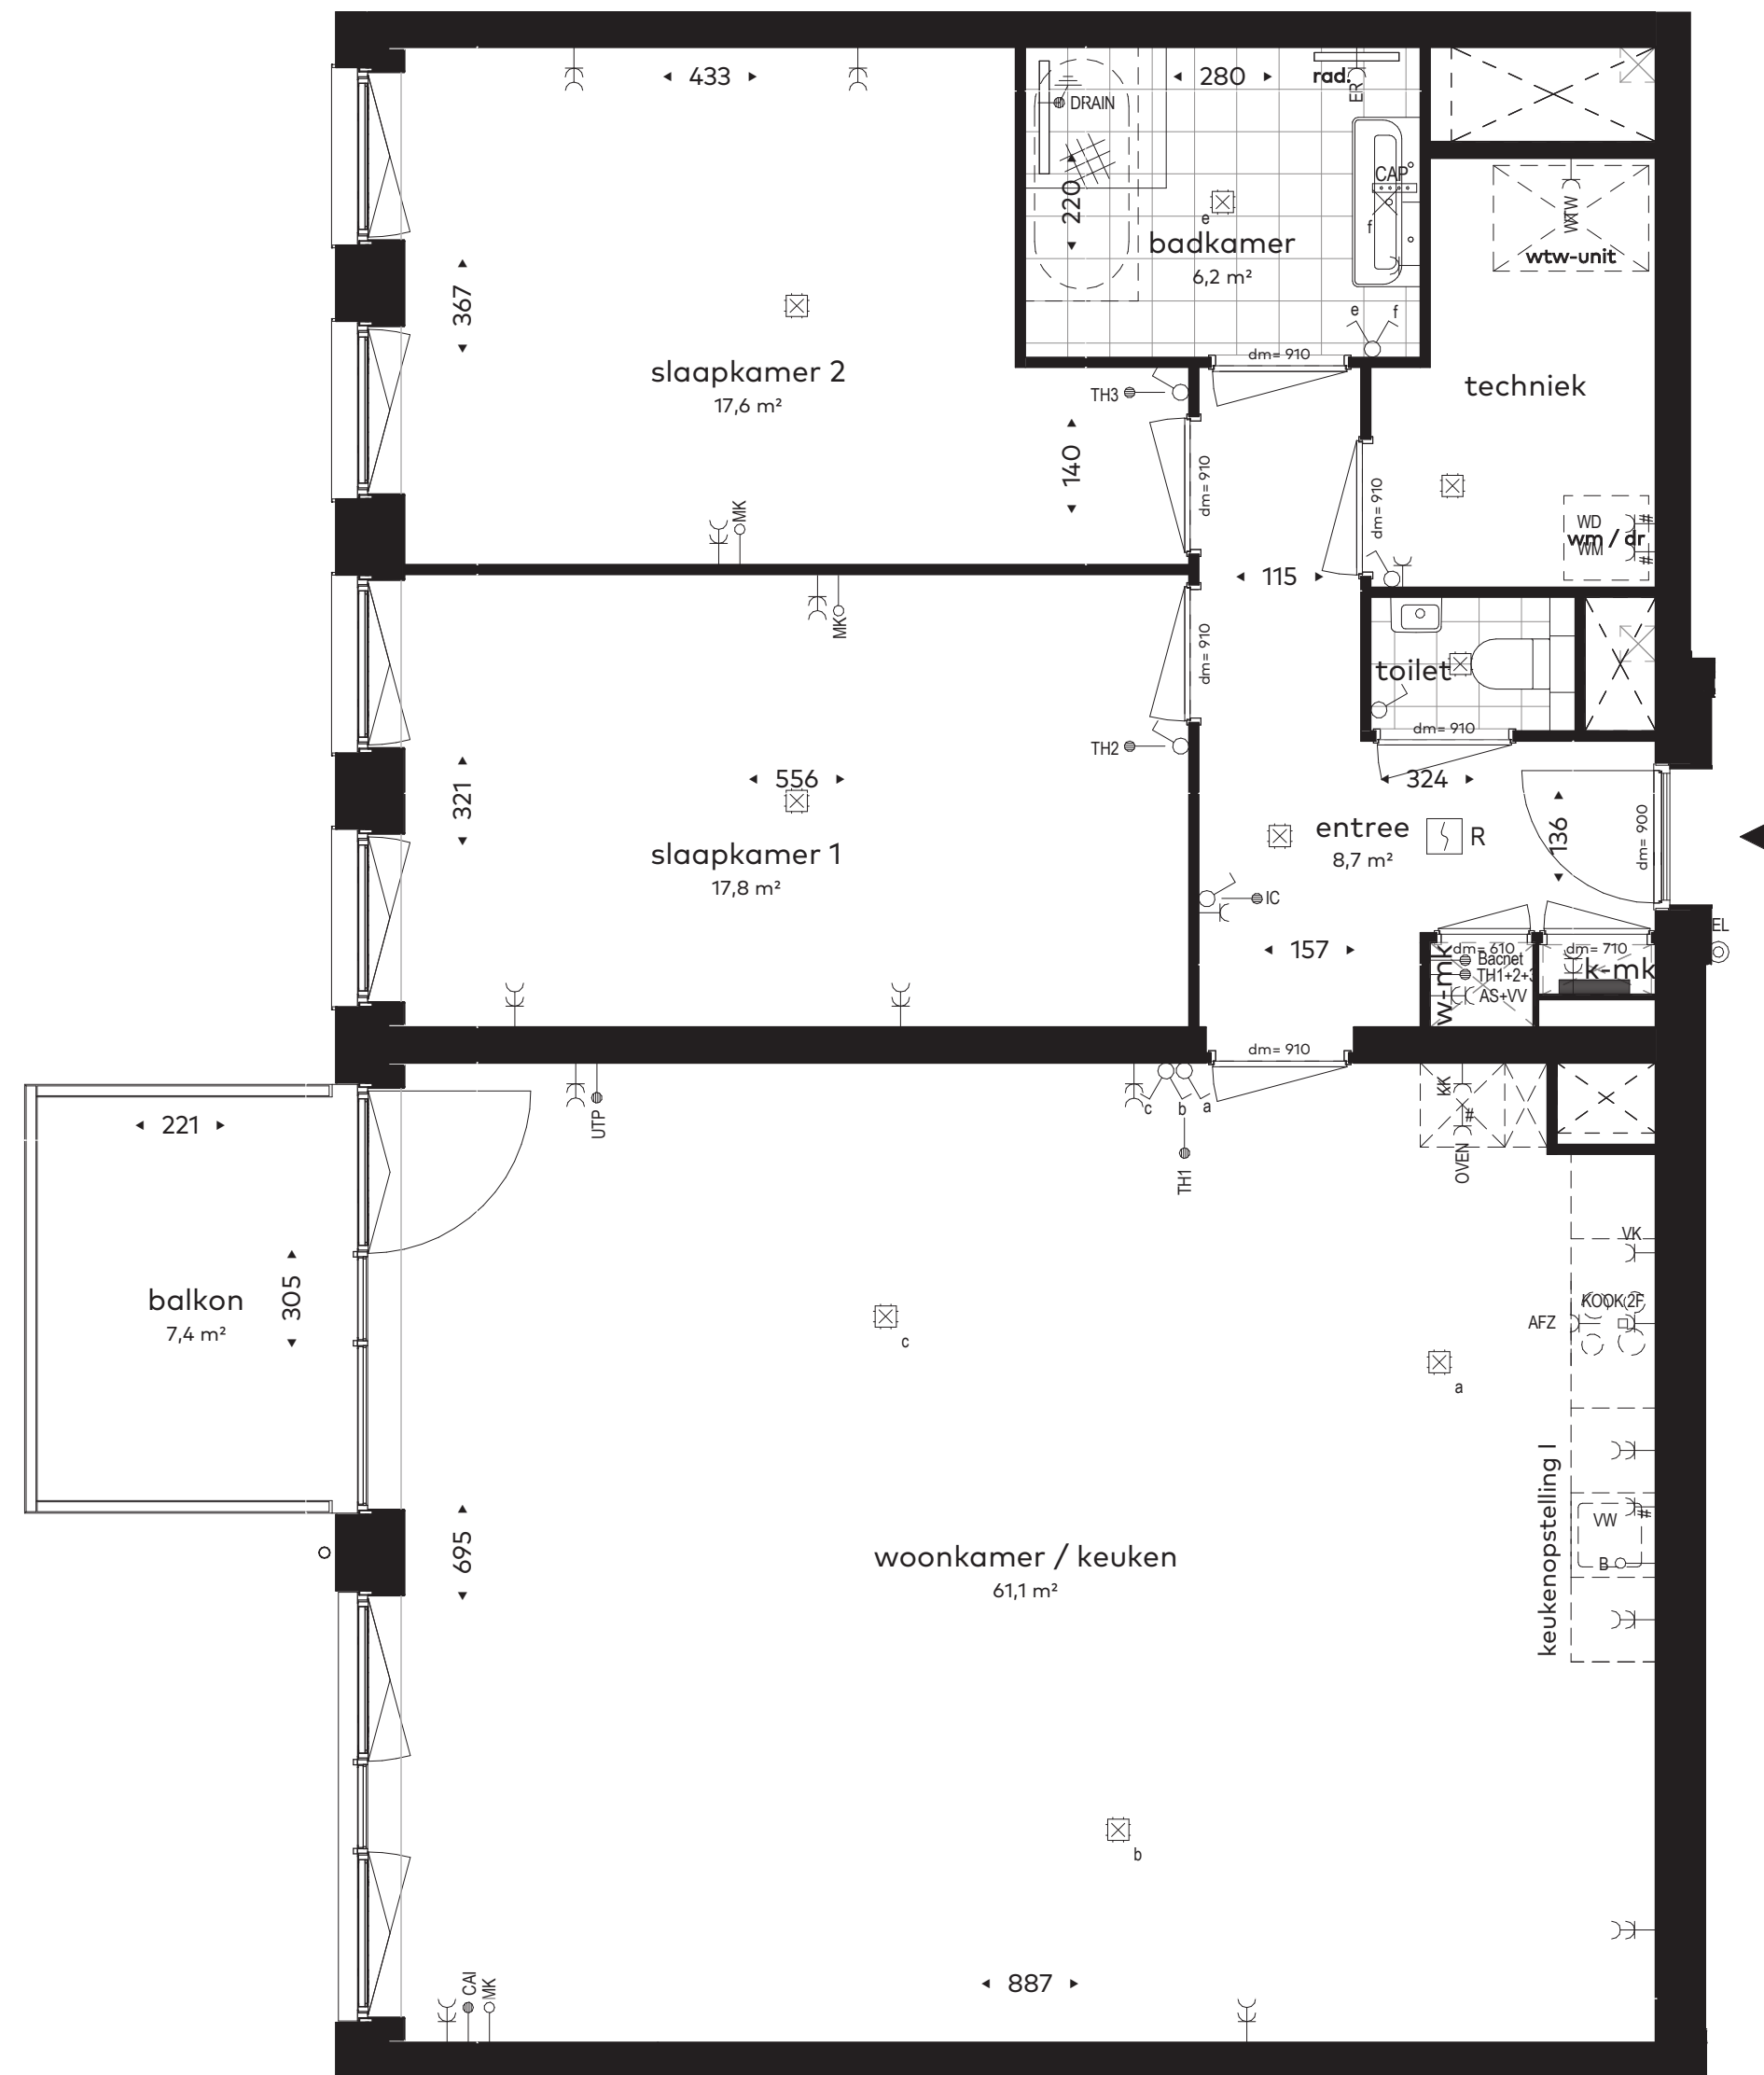 433
280
rad.
ER
DRAIN
CAP
220
e
f
badkamer
6,2 m²
WTW
wtw-unit
367
e
f
dm= 910
slaapkamer 2
17,6 m²
TH3
techniek
140
dm= 910
dm= 910
MK
WD
wm / dr
WM
#
#
115
MK
dm= 910
toilet
dm= 910
TH2
321
556
324
136
dm= 900
entree
8,7 m²
R
slaapkamer 1
17,8 m²
IC
157
EL
dm= 610
dm= 710
w-mk
Bacnet
TH1+2+3
AS+VV
k-mk
dm= 910
UTP
c
b
a
TH1
KK
#
OVEN
221
balkon
7,4 m²
305
VK
KOOK 2F
AFZ
c
a
keukenopstelling I
VW
#
B
695
woonkamer / keuken
61,1 m²
b
CAI
MK
887